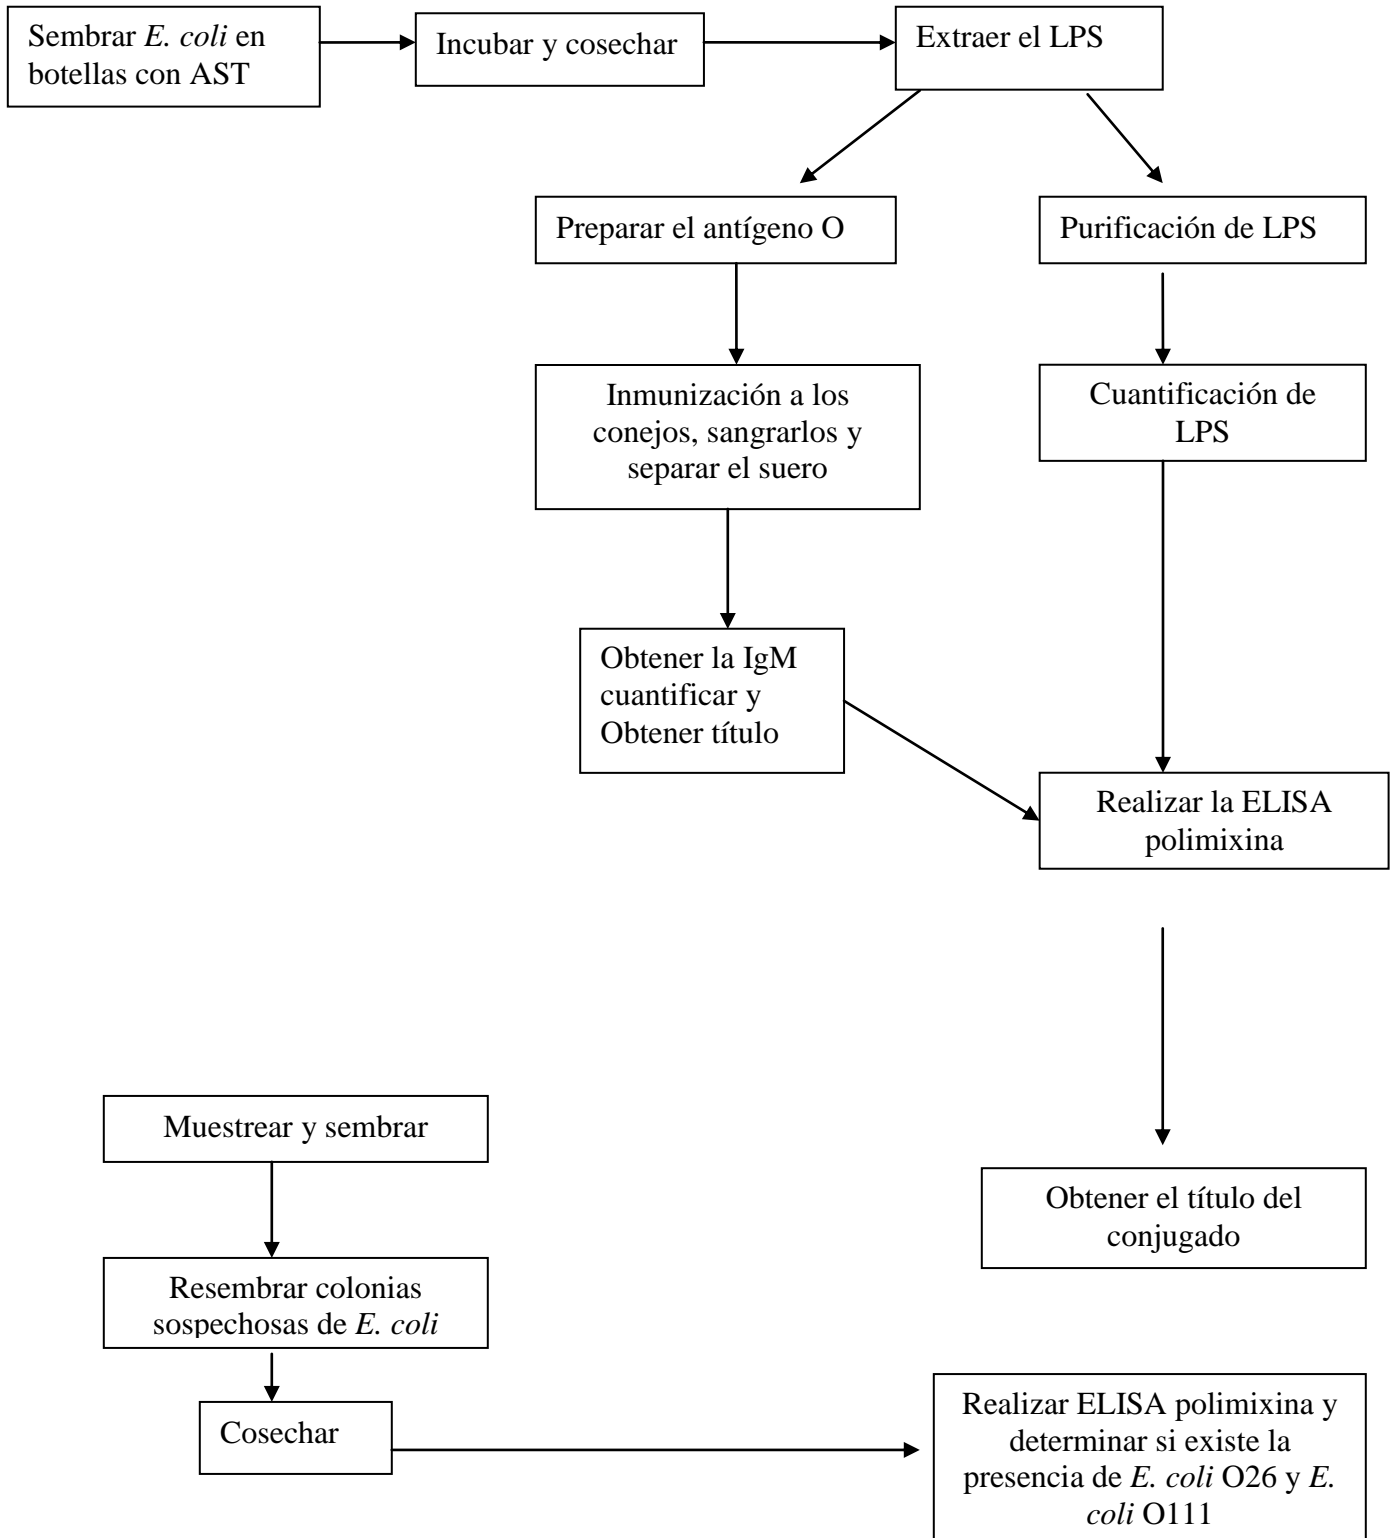 Sembrar E. coli en
botellas con AST
Incubar y cosechar
Extraer el LPS
Preparar el antígeno O
Purificación de LPS
Inmunización a los
conejos, sangrarlos y
separar el suero
Cuantificación de
LPS
Obtener la IgM
cuantificar y
Obtener título
Realizar la ELISA
polimixina
Muestrear y sembrar
Obtener el título del
conjugado
Resembrar colonias
sospechosas de E. coli
Cosechar
Realizar ELISA polimixina y
determinar si existe la
presencia de E. coli O26 y E.
coli O111